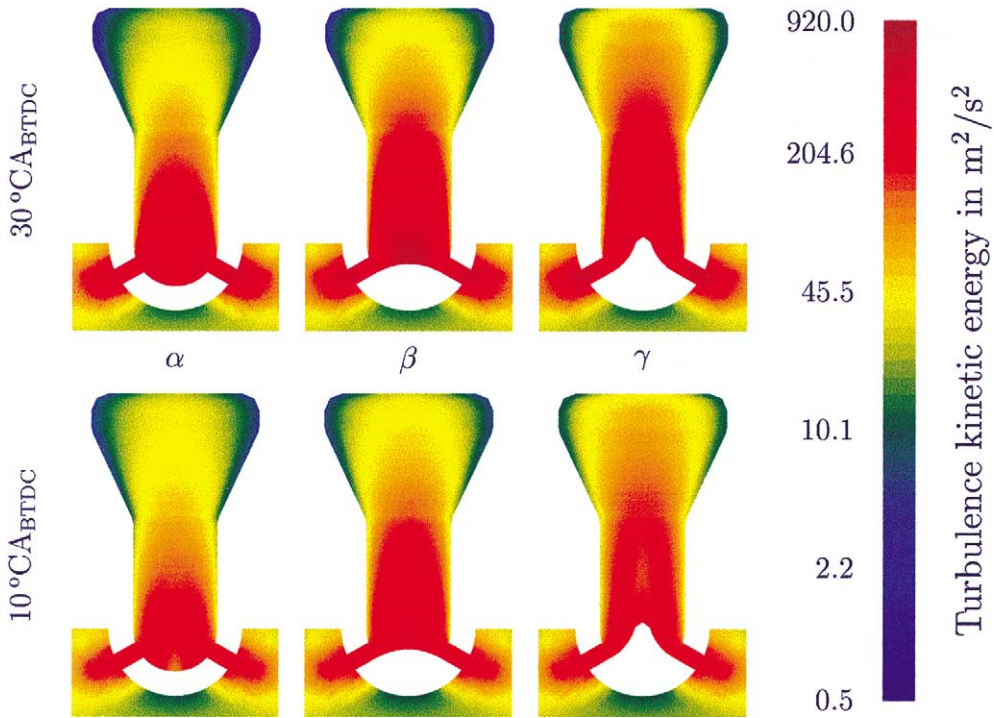 30 °CA_BTDC
α
β
γ
10 °CA_BTDC
920.0
204.6
45.5
10.1
2.2
0.5
Turbulence kinetic energy in m²/s²